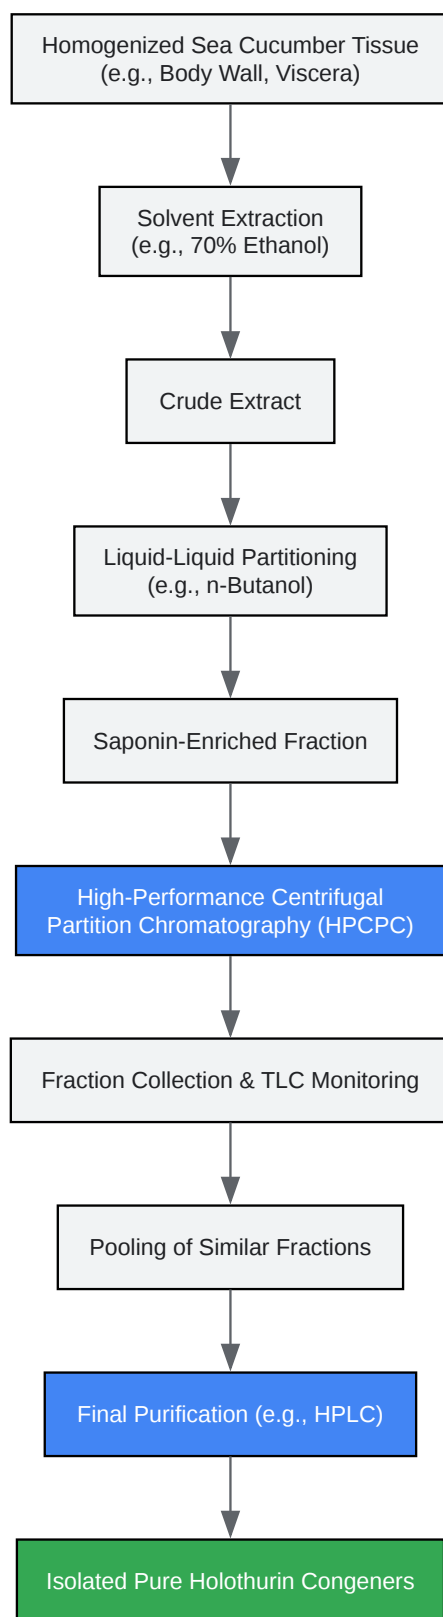 Homogenized Sea Cucumber Tissue
(e.g., Body Wall, Viscera)
Solvent Extraction
(e.g., 70% Ethanol)
Crude Extract
Liquid-Liquid Partitioning
(e.g., n-Butanol)
Saponin-Enriched Fraction
High-Performance Centrifugal
Partition Chromatography (HPCPC)
Fraction Collection & TLC Monitoring
Pooling of Similar Fractions
Final Purification (e.g., HPLC)
Isolated Pure Holothurin Congeners